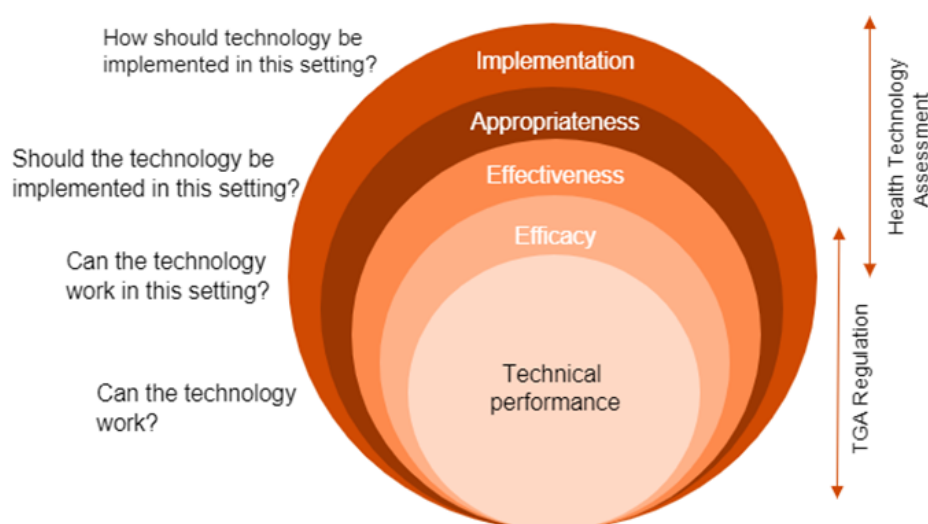 How should technology be
implemented in this setting?
Implementation
Appropriateness
Should the technology be
implemented in this setting?
Effectiveness
Efficacy
Can the technology
work in this setting?
Technical
performance
Can the technology
work?
Health Technology
Assessment
TGA Regulation